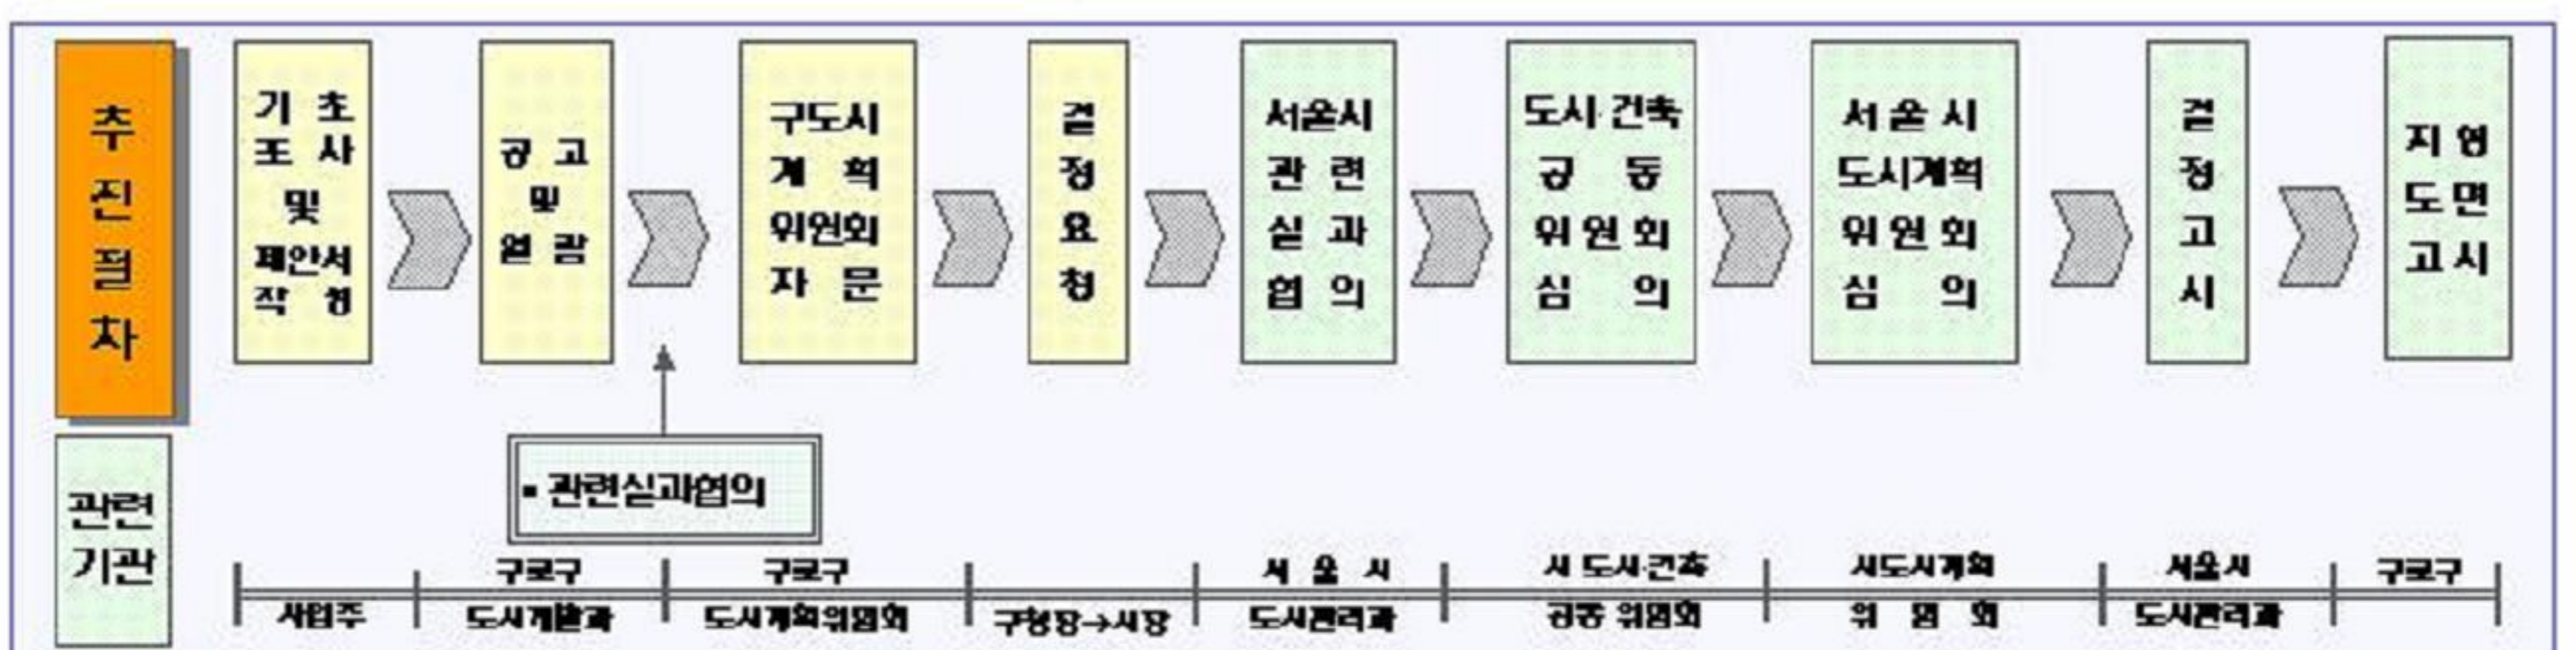 추
진
절
차
기 초
조 사
및
제안서
작 성
공 고
및
열 람
구도시
계 획
위원회
자 문
결
정
요
청
서울시
관 련
실 과
협 의
도시·건축
공 동
위 원 회
심 의
서 울 시
도시계획
위 원 회
심 의
결
정
고
시
지 형
도 면
고 시
▪ 관련실과협의
관련
기관
사업주
구로구
도시개발과
구로구
도시계획위원회
구청장→시장
서 울 시
도시관리과
시 도시·건축
공동 위원회
시도시계획
위 원 회
서울시
도시관리과
구로구